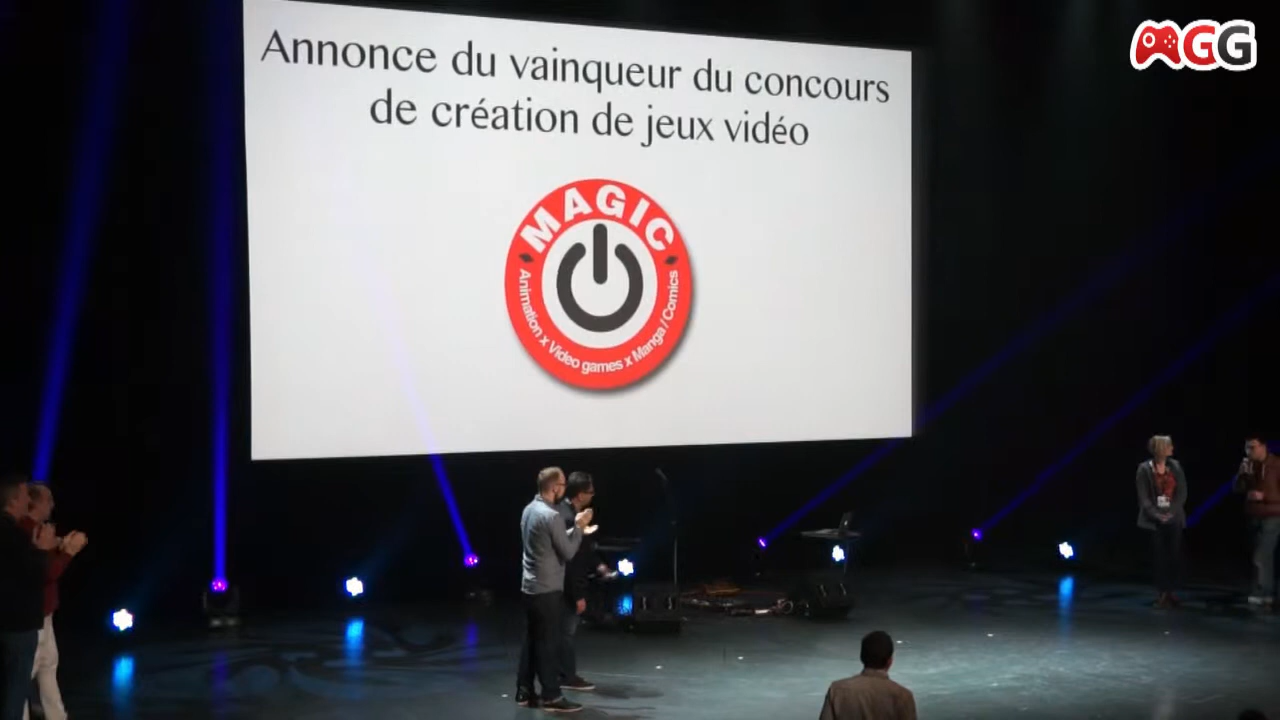 Annonce du vainqueur du concours
de création de jeux vidéo
MAGIC
Animation x Video games x Manga / Comics
GG